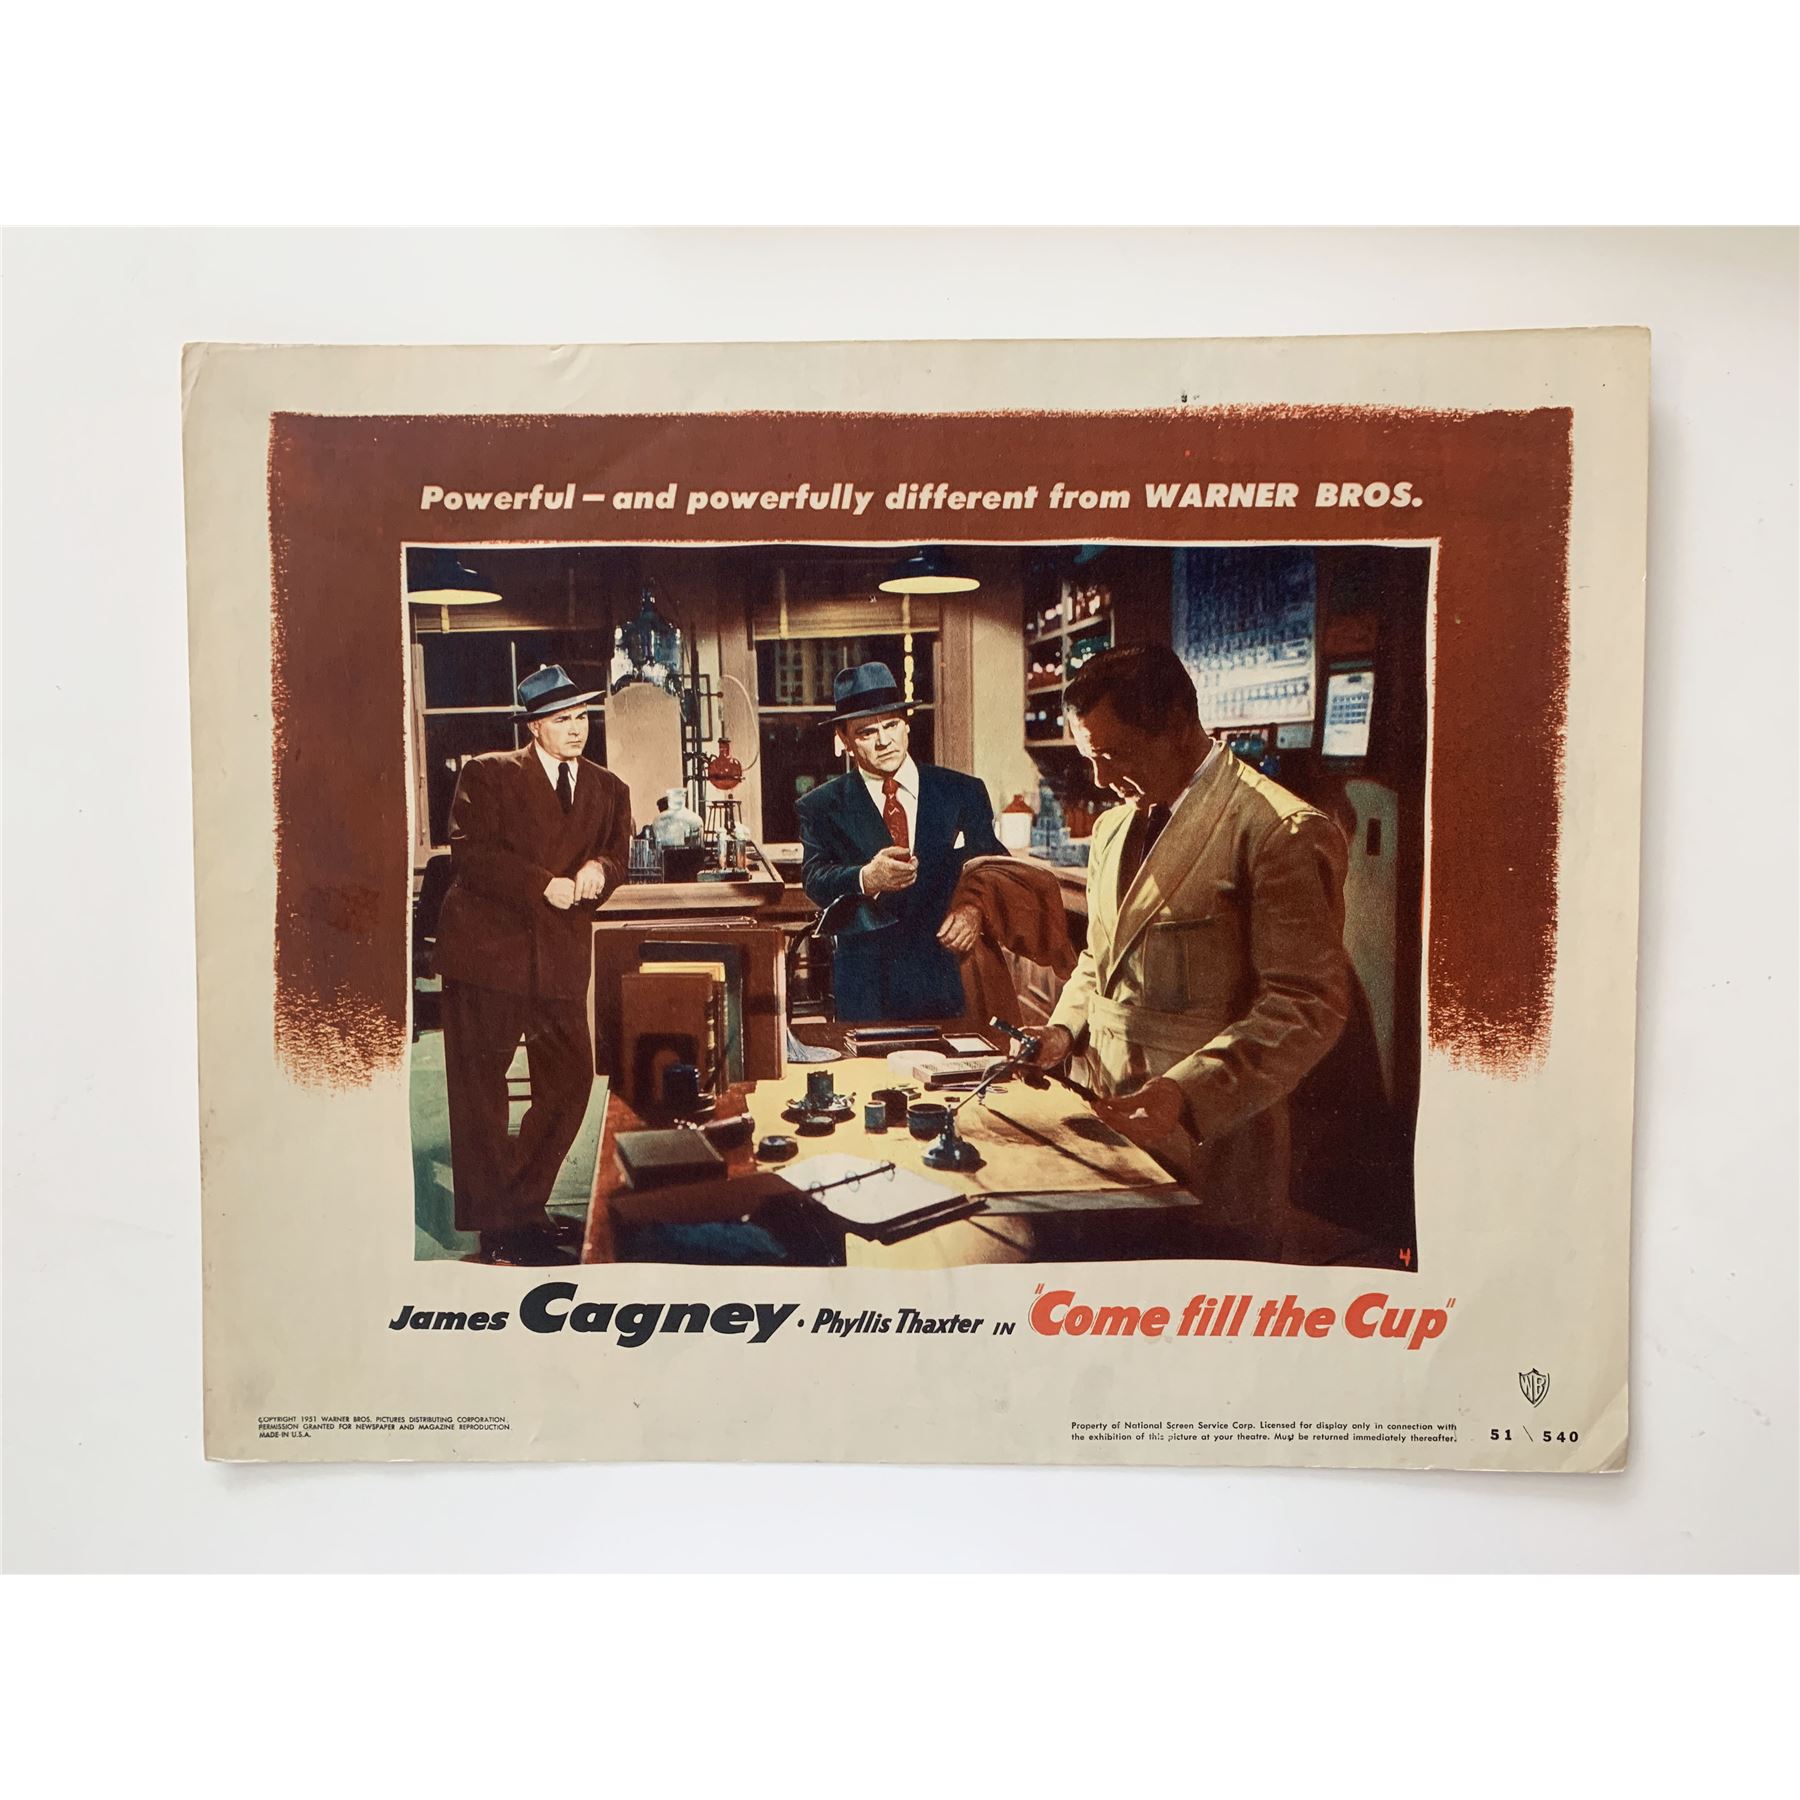 Powerful — and powerfully different from WARNER BROS.
4
James Cagney • Phyllis Thaxter IN "Come fill the Cup"
WB
COPYRIGHT 1951 WARNER BROS. PICTURES DISTRIBUTING CORPORATION.
PERMISSION GRANTED FOR NEWSPAPER AND MAGAZINE REPRODUCTION.
MADE IN U.S.A.
Property of National Screen Service Corp. Licensed for display only in connection with
the exhibition of this picture at your theatre. Must be returned immediately thereafter.
51 \ 540